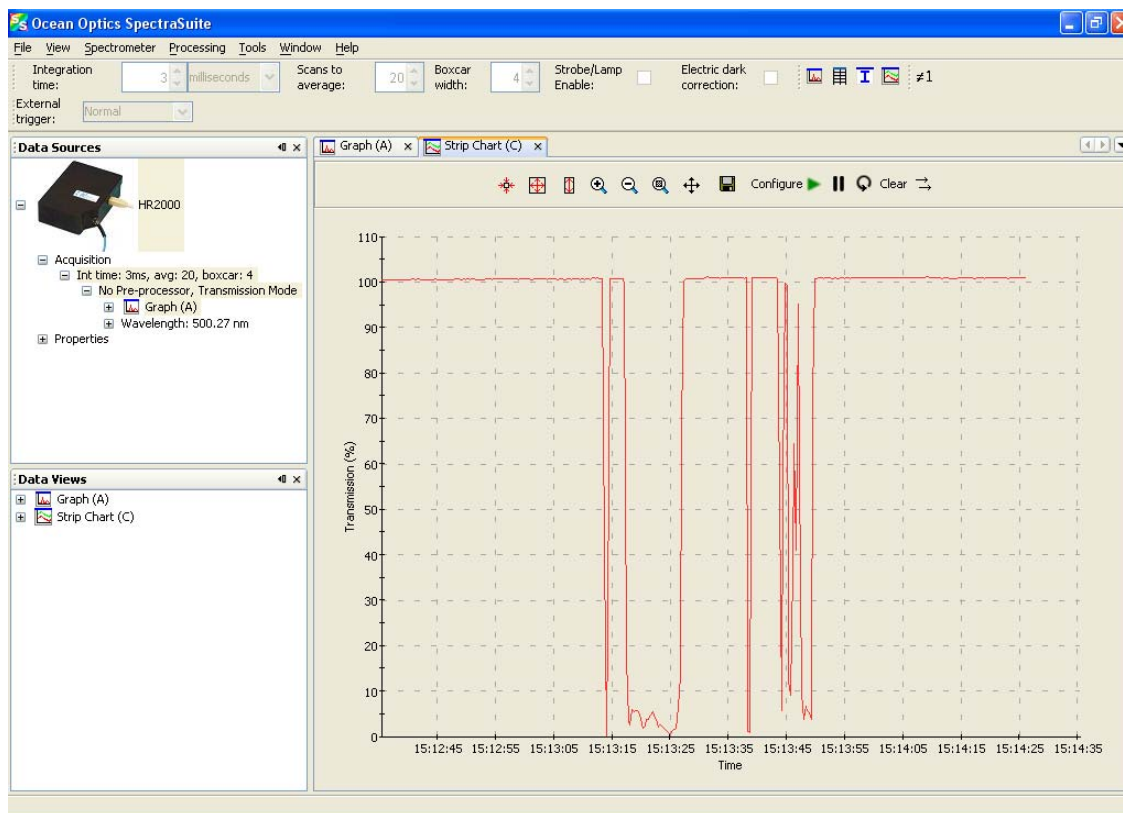 Ocean Optics SpectraSuite
File View Spectrometer Processing Tools Window Help
Integration time: 3 milliseconds Scans to average: 20 Boxcar width: 4 Strobe/Lamp Enable: Electric dark correction: ≠1
External trigger: Normal
Data Sources
HR2000
Acquisition
Int time: 3ms, avg: 20, boxcar: 4
No Pre-processor, Transmission Mode
Graph (A)
Wavelength: 500.27 nm
Properties
Data Views
Graph (A)
Strip Chart (C)
Graph (A) Strip Chart (C)
Configure Clear
110
100
90
80
70
60
50
40
30
20
10
0
Transmission (%)
15:12:45 15:12:55 15:13:05 15:13:15 15:13:25 15:13:35 15:13:45 15:13:55 15:14:05 15:14:15 15:14:25 15:14:35
Time